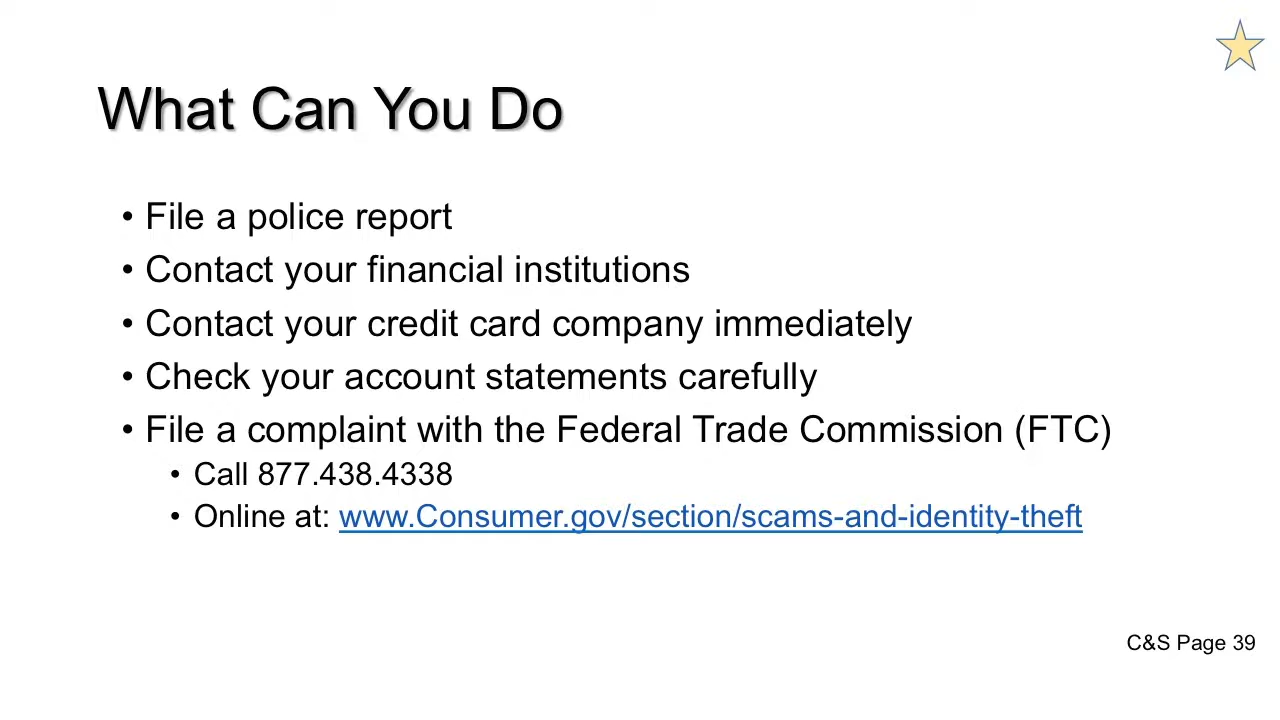 What Can You Do
• File a police report
• Contact your financial institutions
• Contact your credit card company immediately
• Check your account statements carefully
• File a complaint with the Federal Trade Commission (FTC)
• Call 877.438.4338
• Online at: www.Consumer.gov/section/scams-and-identity-theft
C&S Page 39